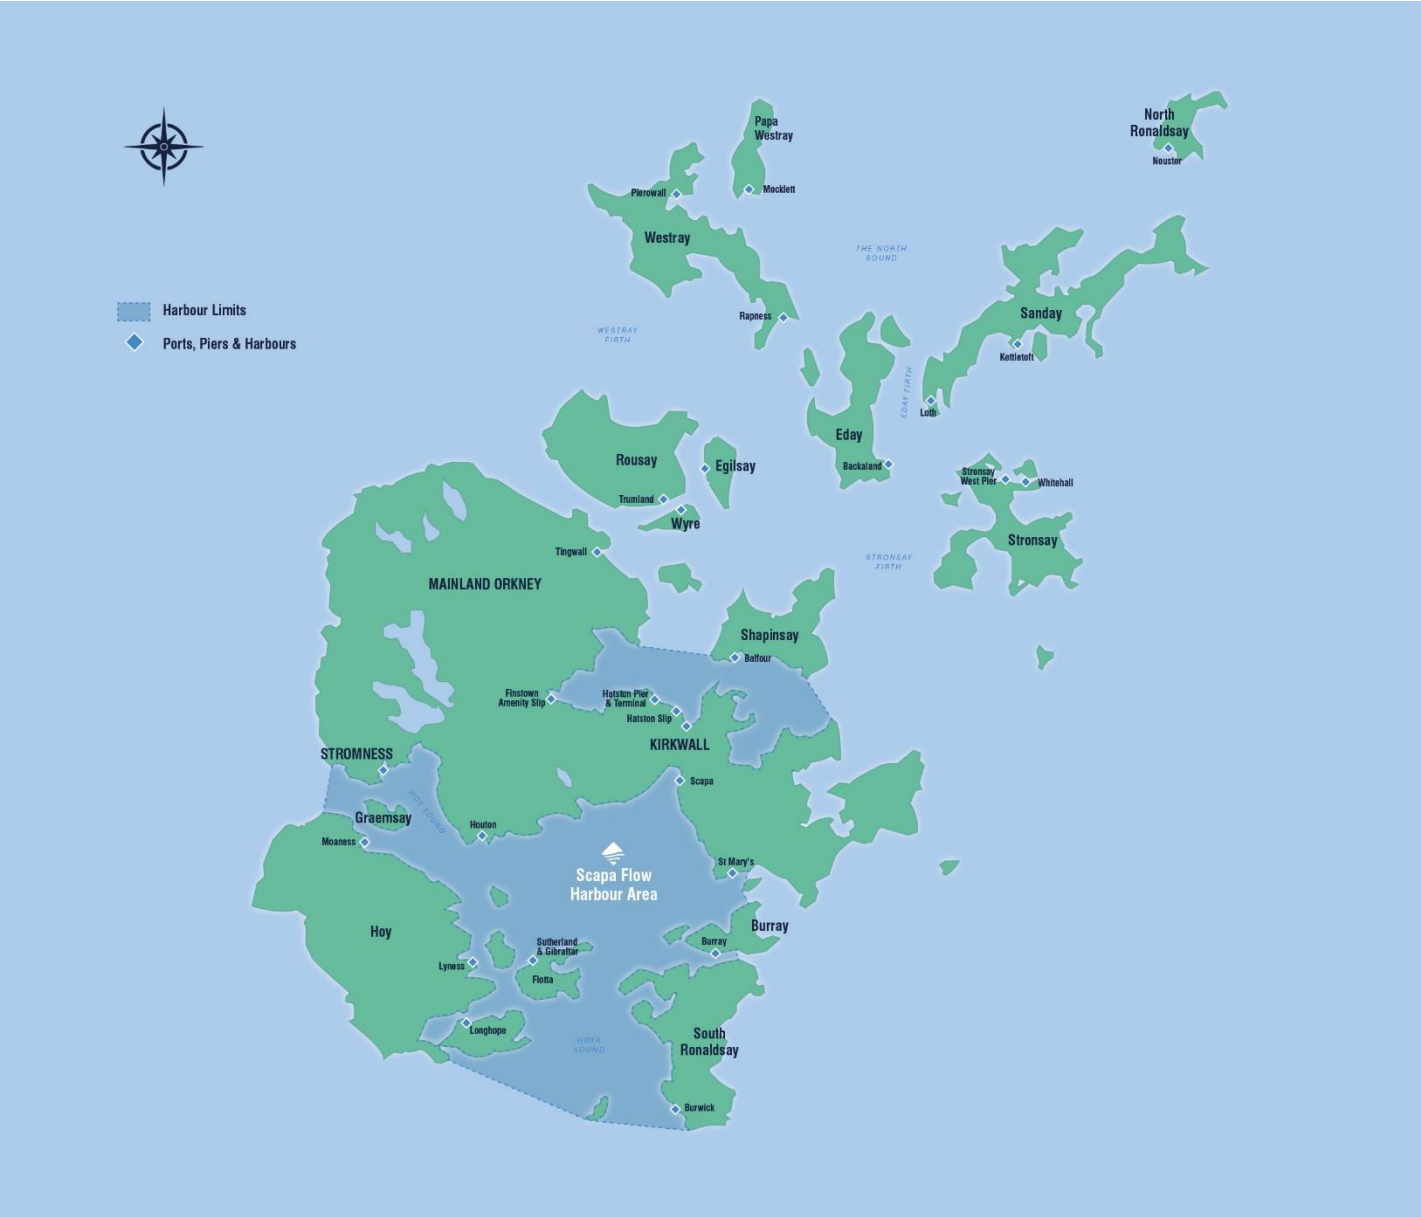 Papa
Westray
North
Ronaldsay
Nouster
Pierowall
Mocklett
Westray
THE NORTH
SOUND
Harbour Limits
Ports, Piers & Harbours
Rapness
WESTRAY
FIRTH
Sanday
Kettletoft
EDAY FIRTH
Loth
Eday
Backaland
Rousay
Egilsay
Trumland
Wyre
Stronsay
West Pier
Whitehall
Stronsay
Tingwall
STRONSAY
FIRTH
MAINLAND ORKNEY
Shapinsay
Balfour
Finstown
Amenity Slip
Hatston Pier
& Terminal
Hatston Slip
KIRKWALL
STROMNESS
Scapa
HOY SOUND
Graemsay
Houton
Moaness
St Mary's
Scapa Flow
Harbour Area
Hoy
Burray
Burray
Sutherland
& Gibraltar
Lyness
Flotta
Longhope
HOXA
SOUND
South
Ronaldsay
Burwick